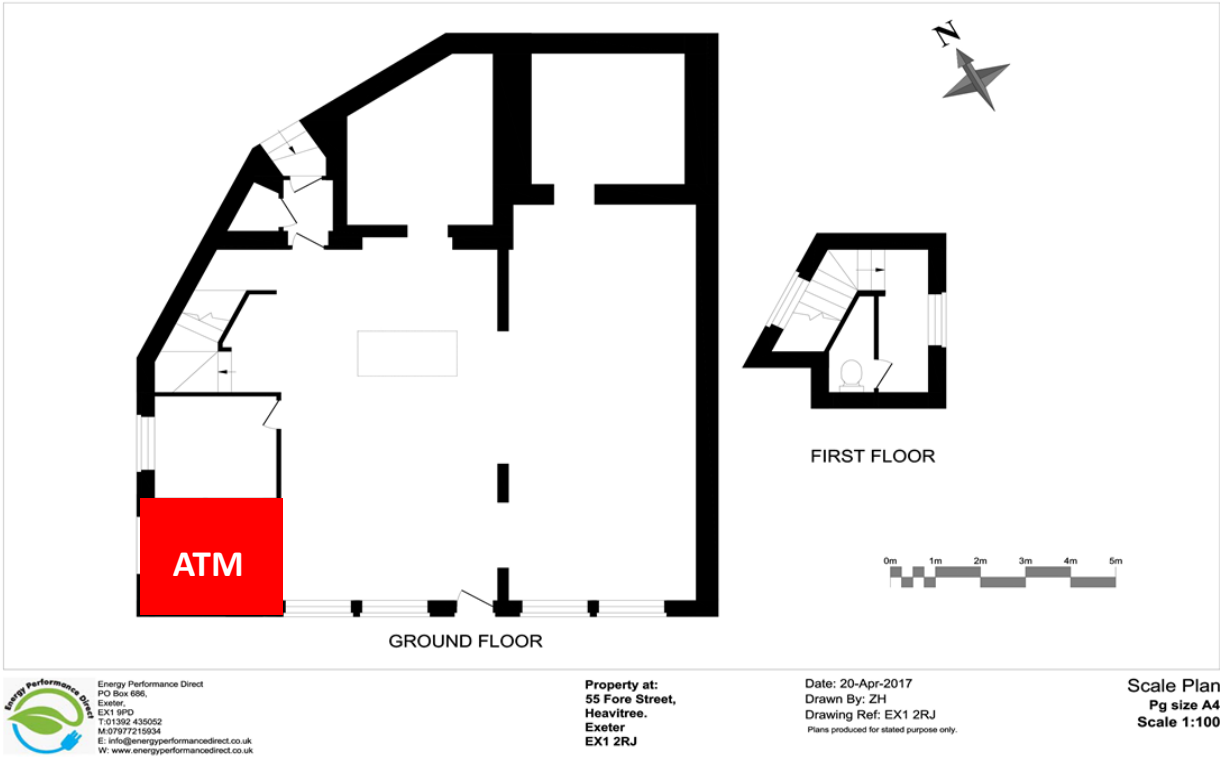 N
FIRST FLOOR
ATM
0m 1m 2m 3m 4m 5m
GROUND FLOOR
Energy Performance Direct
Energy Performance Direct
PO Box 686,
Exeter,
EX1 9PD
T:01392 435052
M:07977215934
E: info@energyperformancedirect.co.uk
W: www.energyperformancedirect.co.uk
Property at:
55 Fore Street,
Heavitree.
Exeter
EX1 2RJ
Date: 20-Apr-2017
Drawn By: ZH
Drawing Ref: EX1 2RJ
Plans produced for stated purpose only.
Scale Plan
Pg size A4
Scale 1:100